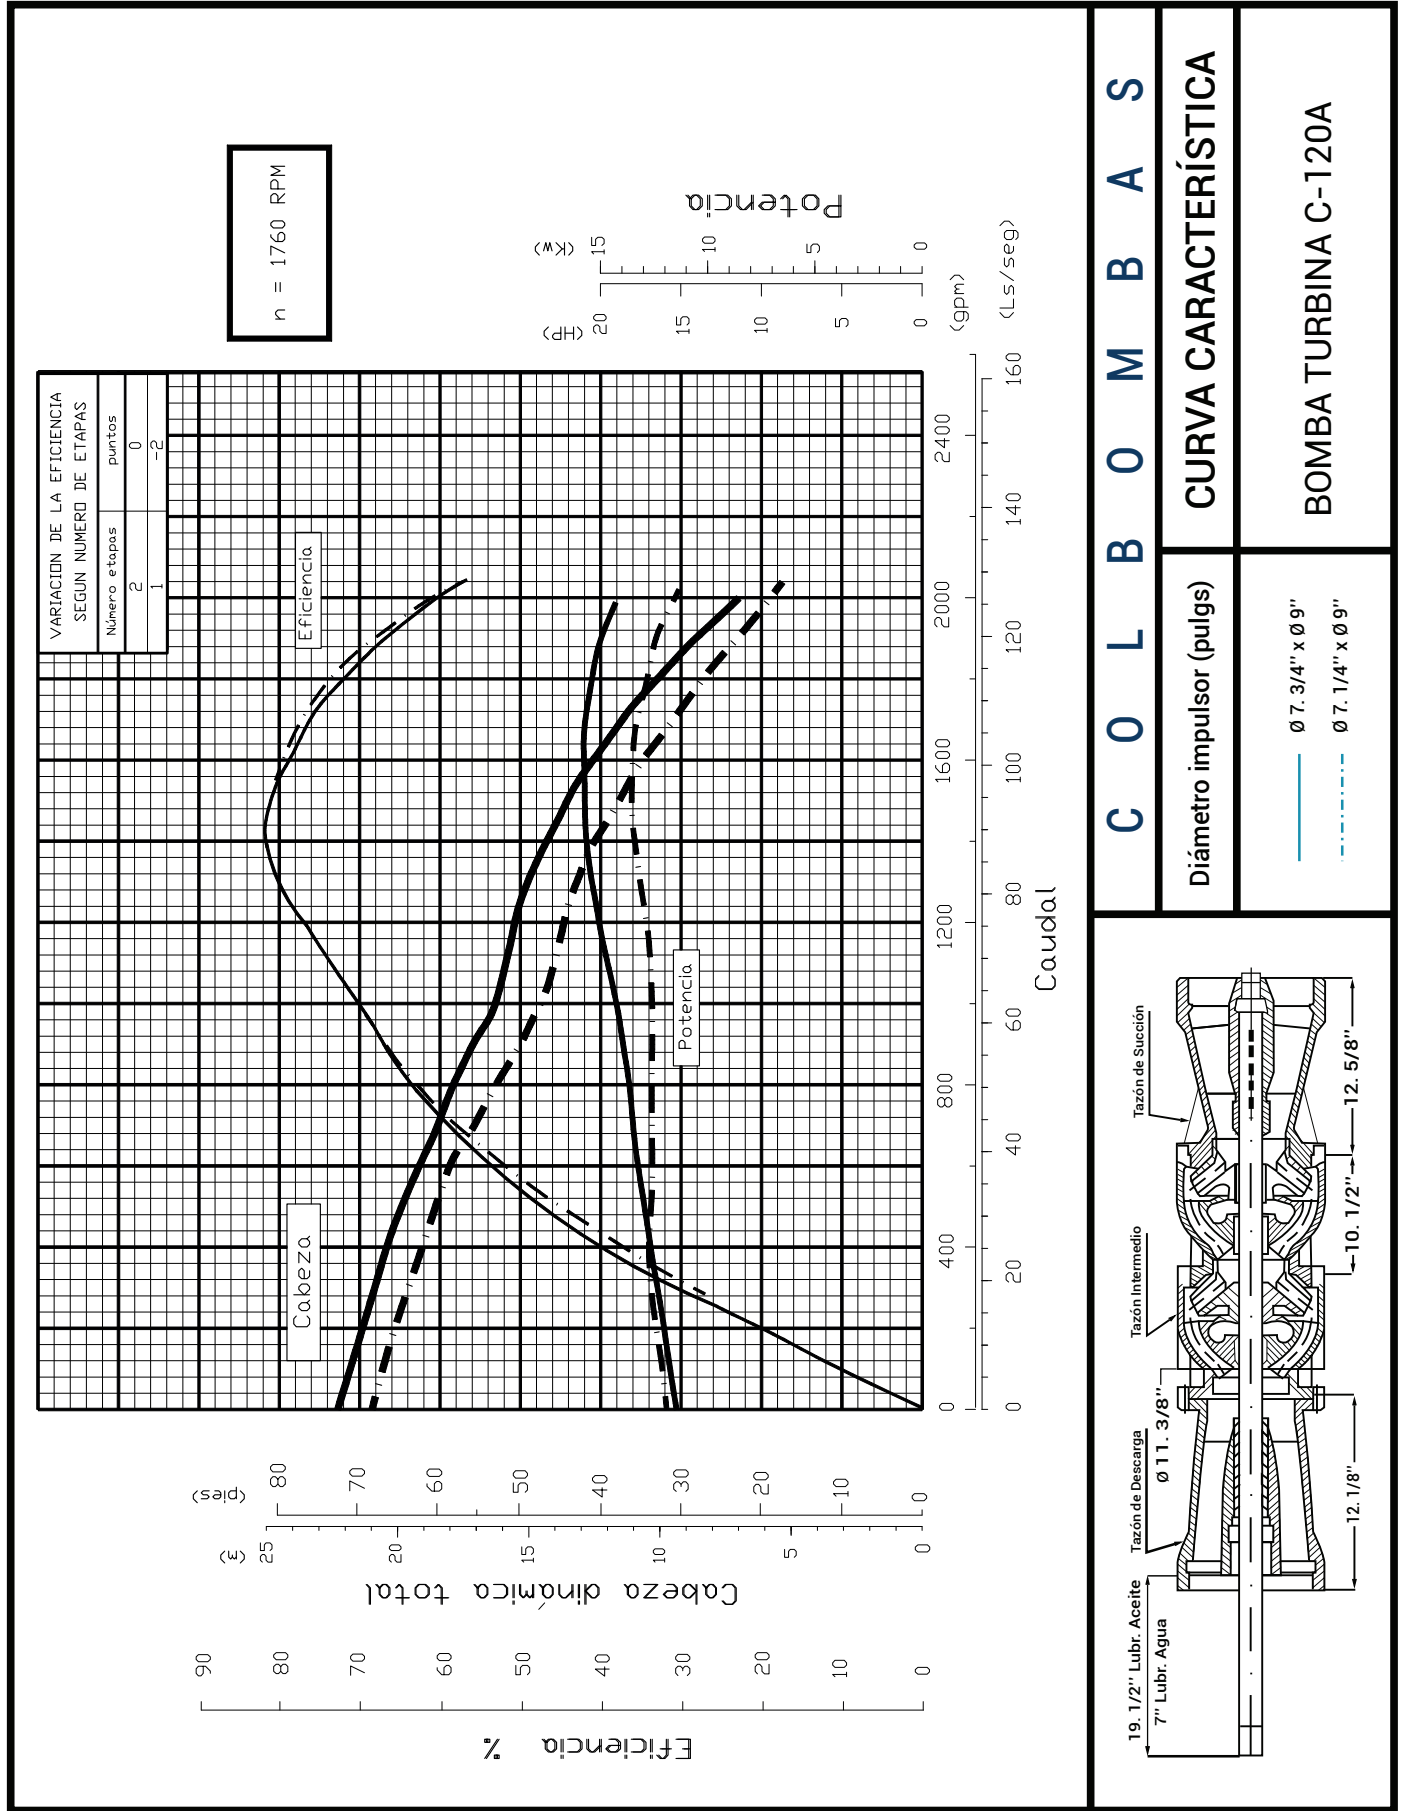 VARIACION DE LA EFICIENCIA
SEGUN NUMERO DE ETAPAS
Número etapas puntos
2 0
1 -2
n = 1760 RPM
Eficiencia
Cabeza
Potencia
Eficiencia %
90
80
70
60
50
40
30
20
10
0
Cabeza dinámica total
(m)
25
20
15
10
5
0
(pies)
80
70
60
50
40
30
20
10
0
Potencia
(HP)
20
15
10
5
0
(Kw)
15
10
5
0
0 400 800 1200 1600 2000 2400 (gpm)
0 20 40 60 80 100 120 140 160 (Ls/seg)
Caudal
19. 1/2" Lubr. Aceite
7" Lubr. Agua
Tazón de Descarga
Ø 11. 3/8"
Tazón Intermedio
Tazón de Succión
12. 1/8"
10. 1/2"
12. 5/8"
COLBOMBAS
Diámetro impulsor (pulgs)
CURVA CARACTERÍSTICA
Ø 7. 3/4" x Ø 9"
Ø 7. 1/4" x Ø 9"
BOMBA TURBINA C-120A